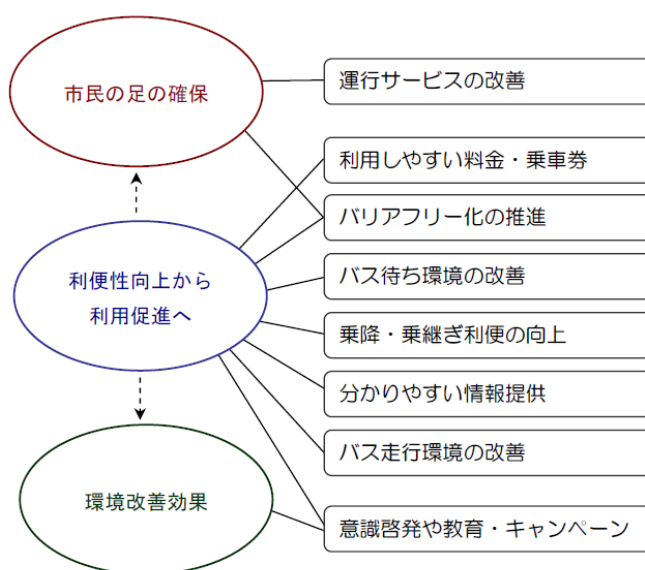 市民の足の確保
利便性向上から
利用促進へ
環境改善効果
運行サービスの改善
利用しやすい料金・乗車券
バリアフリー化の推進
バス待ち環境の改善
乗降・乗継ぎ利便の向上
分かりやすい情報提供
バス走行環境の改善
意識啓発や教育・キャンペーン